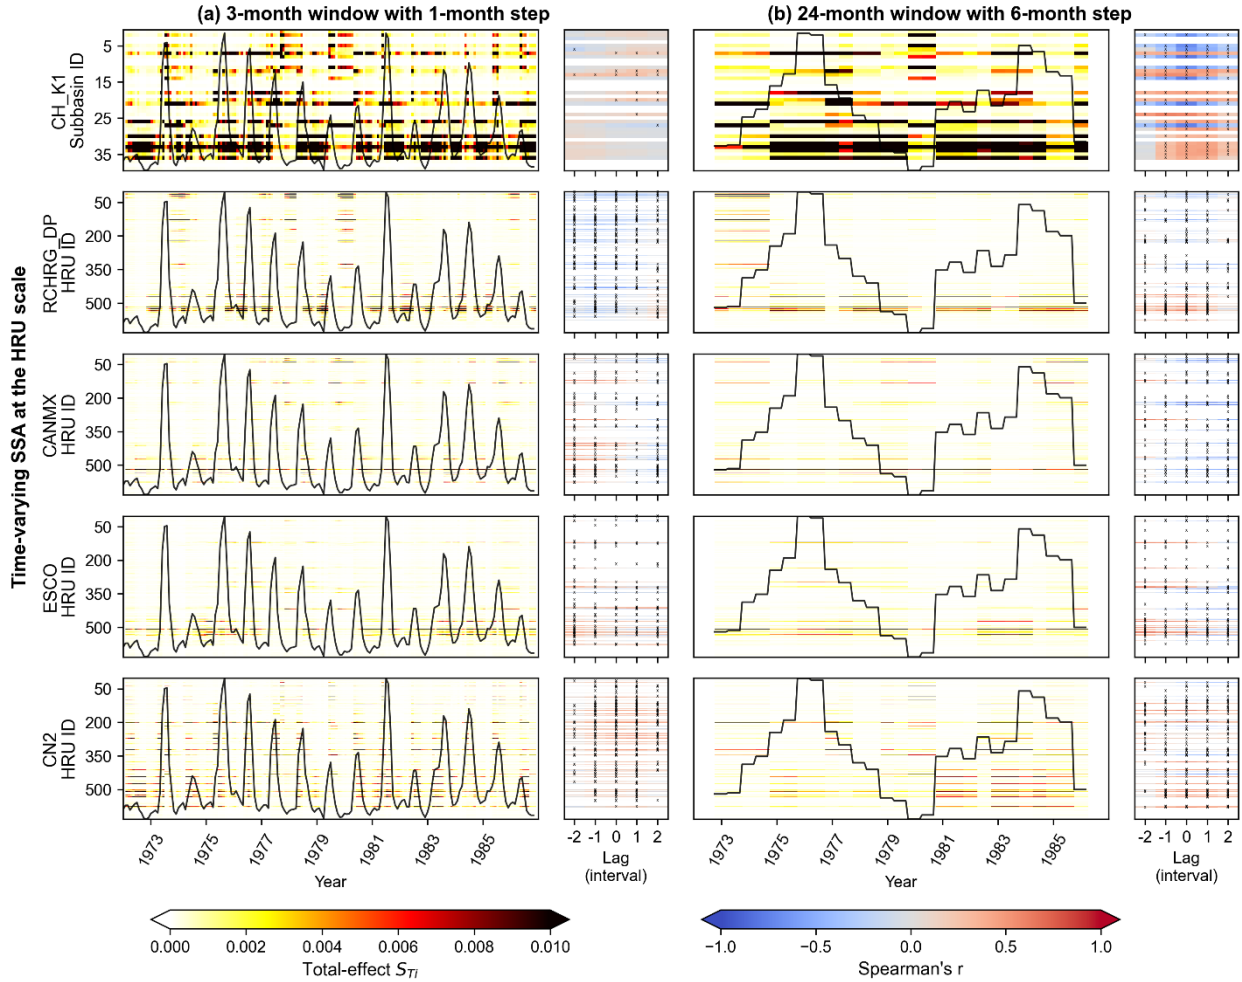 (a) 3-month window with 1-month step
(b) 24-month window with 6-month step
Time-varying SSA at the HRU scale
CH_K1
Subbasin ID
5
15
25
35
RCHRG_DP
HRU ID
50
200
350
500
CANMX
HRU ID
50
200
350
500
ESCO
HRU ID
50
200
350
500
CN2
HRU ID
50
200
350
500
1973 1975 1977 1979 1981 1983 1985
Year
-2 -1 0 1 2
Lag
(interval)
1973 1975 1977 1979 1981 1983 1985
Year
-2 -1 0 1 2
Lag
(interval)
0.000 0.002 0.004 0.006 0.008 0.010
Total-effect STi
−1.0 −0.5 0.0 0.5 1.0
Spearman's r